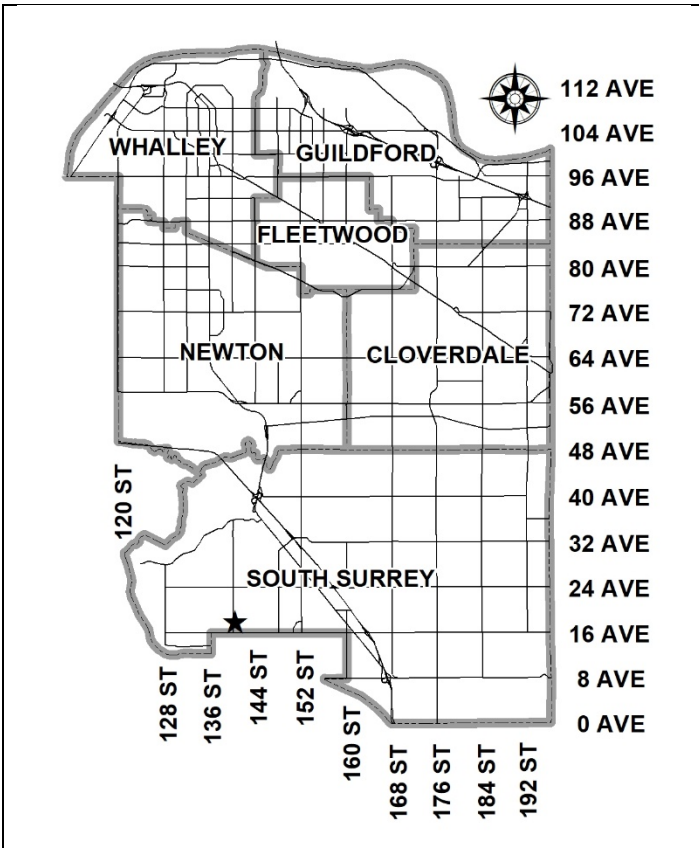 112 AVE
104 AVE
WHALLEY
GUILDFORD
96 AVE
88 AVE
FLEETWOOD
80 AVE
72 AVE
NEWTON
CLOVERDALE
64 AVE
56 AVE
48 AVE
120 ST
40 AVE
32 AVE
SOUTH SURREY
24 AVE
16 AVE
128 ST
136 ST
144 ST
152 ST
160 ST
8 AVE
0 AVE
168 ST
176 ST
184 ST
192 ST